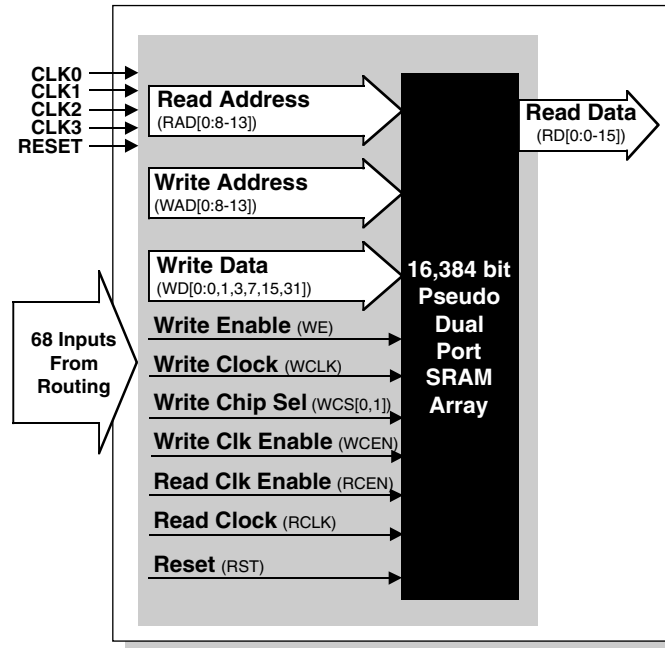 CLK0
CLK1
CLK2
CLK3
RESET
Read Address
(RAD[0:8-13])
Write Address
(WAD[0:8-13])
Write Data
(WD[0:0,1,3,7,15,31])
68 Inputs
From
Routing
Write Enable (WE)
Write Clock (WCLK)
Write Chip Sel (WCS[0,1])
Write Clk Enable (WCEN)
Read Clk Enable (RCEN)
Read Clock (RCLK)
Reset (RST)
16,384 bit
Pseudo
Dual
Port
SRAM
Array
Read Data
(RD[0:0-15])